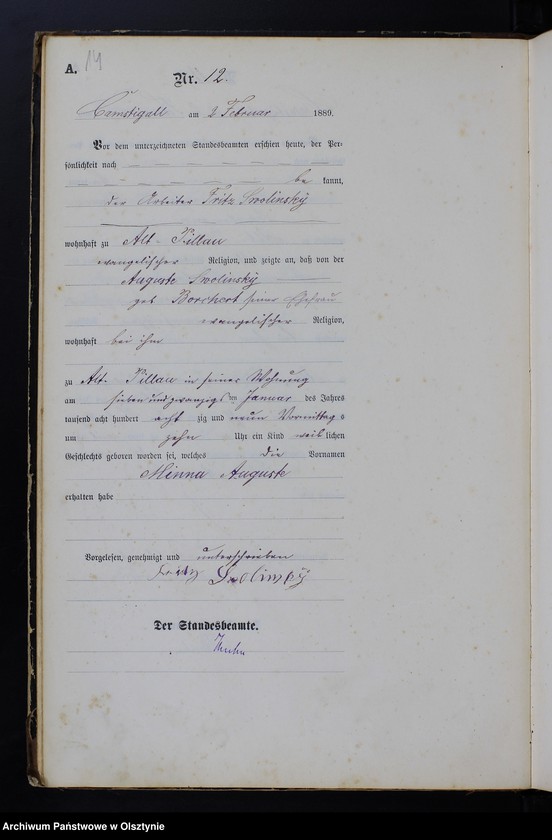 A. 14
Nr. 12.
Camstigall am 2 Februar 1889.
Vor dem unterzeichneten Standesbeamten erschien heute, der Per-
sönlichkeit nach
be kannt,
der Arbeiter Fritz Swolinsky
wohnhaft zu Alt-Pillau
evangelischer Religion, und zeigte an, daß von der
Auguste Swolinsky
geb Borchert seiner Ehefrau
evangelischer Religion,
wohnhaft bei ihm
zu Alt-Pillau in seiner Wohnung
am sieben und zwanzigsten Januar des Jahres
tausend acht hundert acht zig und neun Vormittag s
um zehn Uhr ein Kind weib lichen
Geschlechts geboren worden sei, welches die Vornamen
Minna Auguste
erhalten habe
Vorgelesen, genehmigt und unterschrieben
Fritz Swolinsky
Der Standesbeamte.
Archiwum Państwowe w Olsztynie